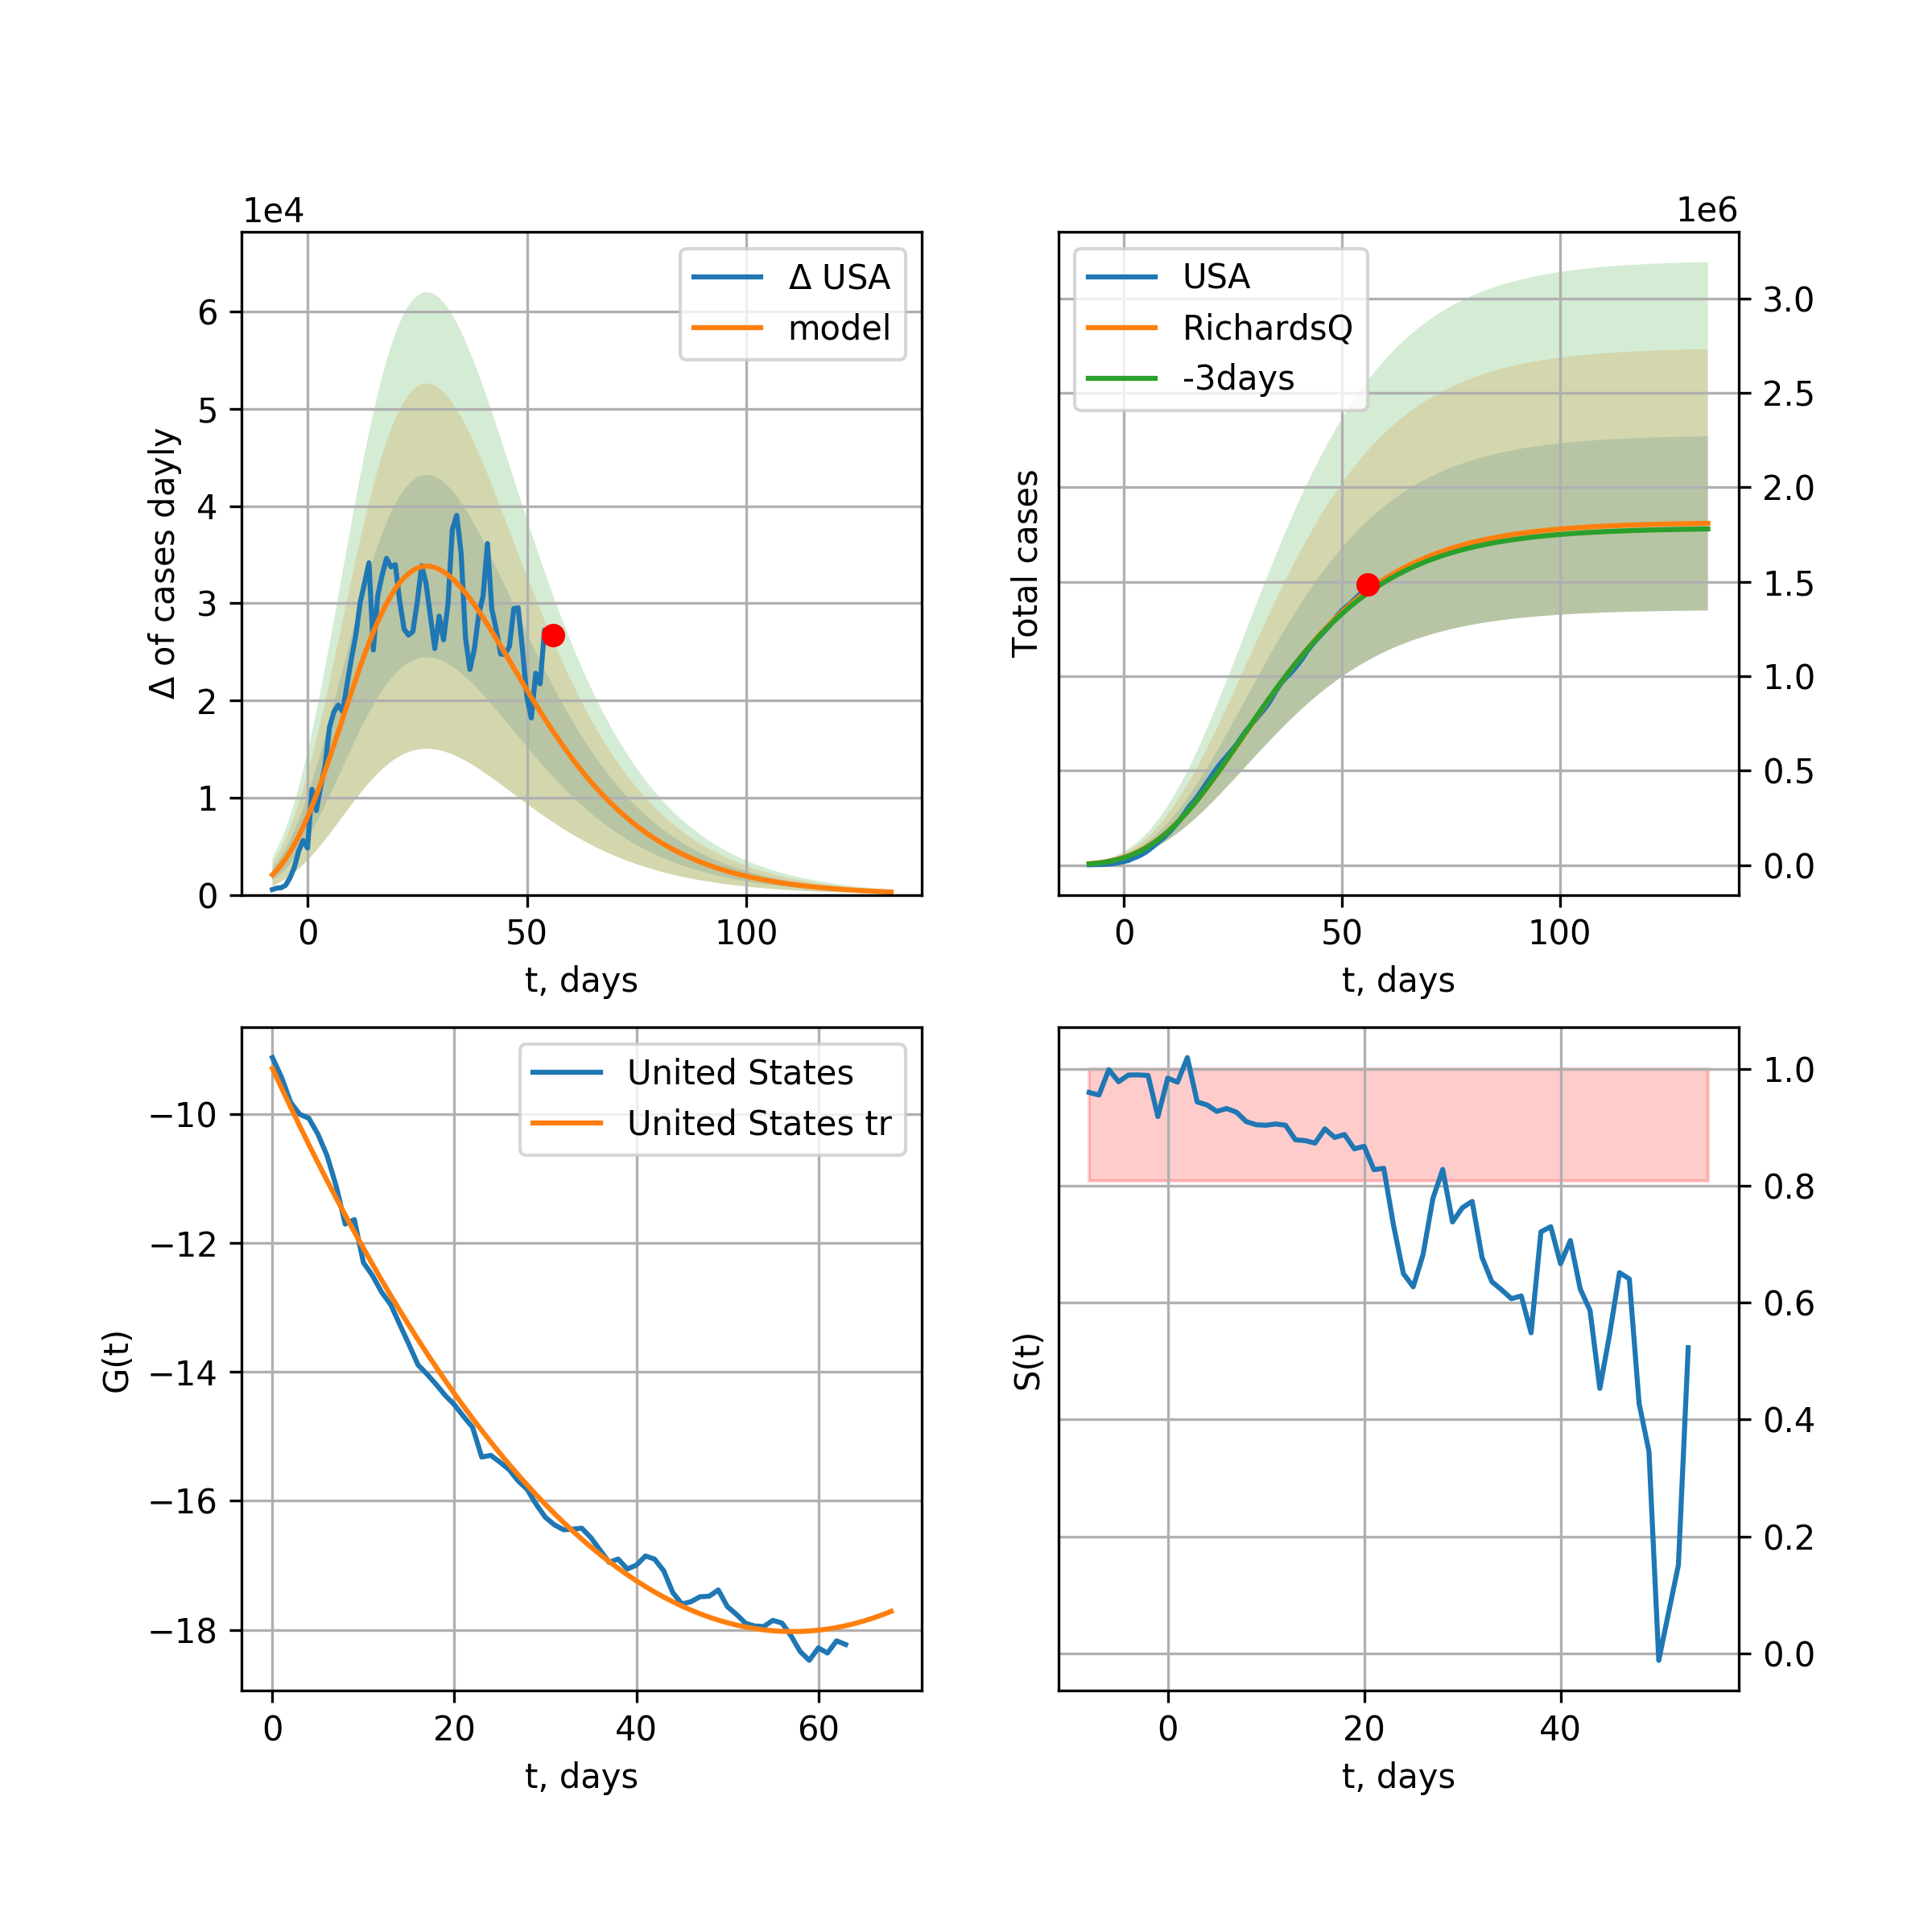 1e4
Δ of cases dayly
6
5
4
3
2
1
0
Δ USA
model
0
50
100
t, days
1e6
Total cases
USA
RichardsQ
-3days
3.0
2.5
2.0
1.5
1.0
0.5
0.0
0
50
100
t, days
G(t)
−10
−12
−14
−16
−18
United States
United States tr
0
20
40
60
t, days
S(t)
1.0
0.8
0.6
0.4
0.2
0.0
0
20
40
t, days